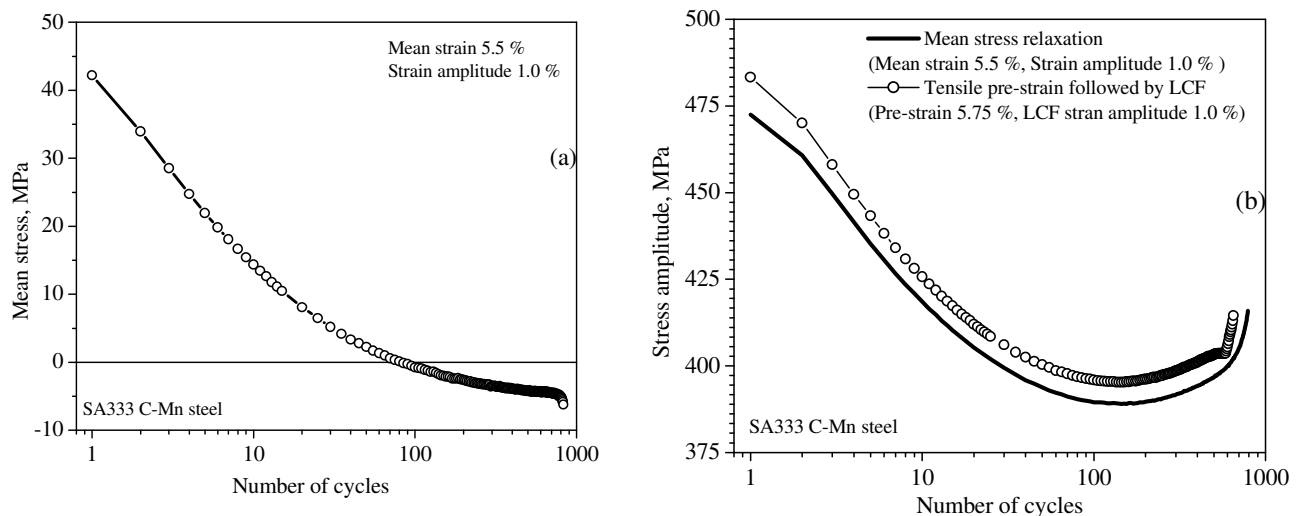 50
40
30
20
10
0
-10
Mean stress, MPa
Mean strain 5.5 %
Strain amplitude 1.0 %
(a)
SA333 C-Mn steel
1
10
100
1000
Number of cycles
500
475
450
425
400
375
Stress amplitude, MPa
Mean stress relaxation
(Mean strain 5.5 %, Strain amplitude 1.0 % )
Tensile pre-strain followed by LCF
(Pre-strain 5.75 %, LCF stran amplitude 1.0 %)
(b)
SA333 C-Mn steel
1
10
100
1000
Number of cycles